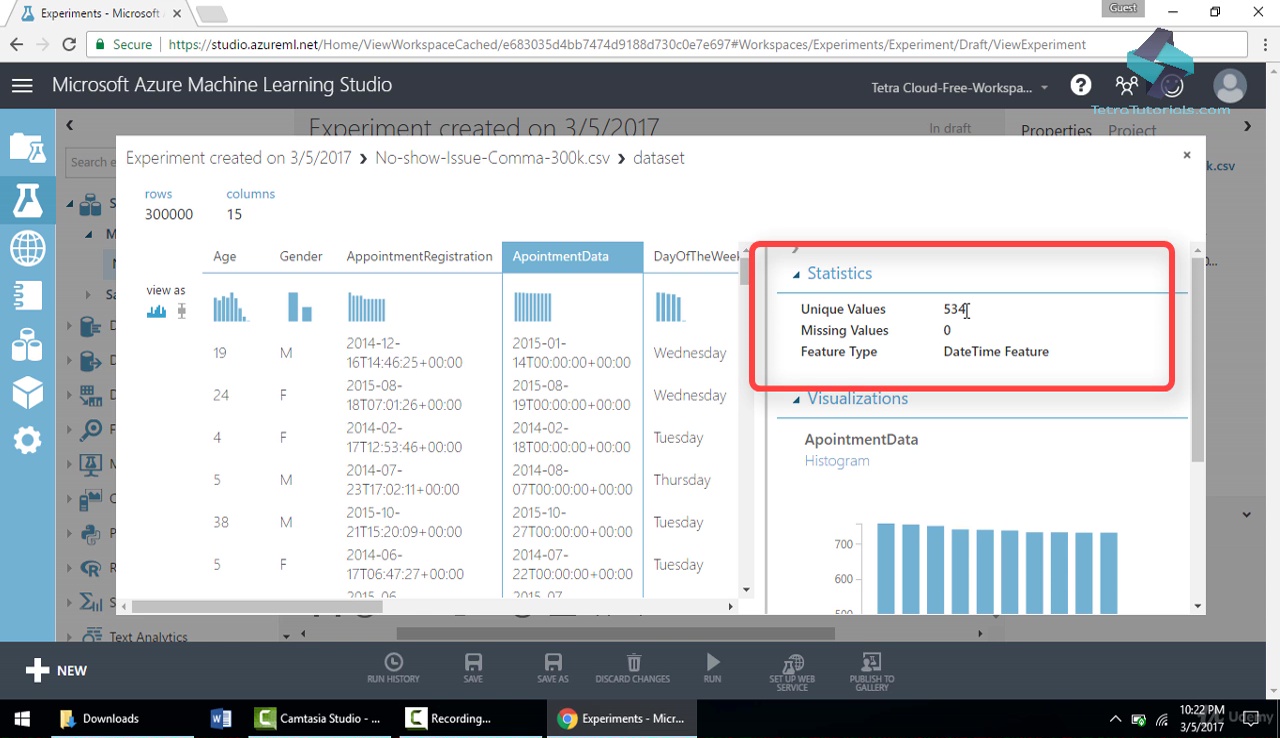 Experiments - Microsoft
Guest
Secure
https://studio.azureml.net/Home/ViewWorkspaceCached/e683035d4bb7474d9188d730c0e7e697#Workspaces/Experiments/Experiment/Draft/ViewExperiment
Microsoft Azure Machine Learning Studio
Tetra Cloud-Free-Workspa...
TetraTutorials.com
Experiment created on 3/5/2017
In draft
Properties Project
Search e
k.csv
Experiment created on 3/5/2017 › No-show-Issue-Comma-300k.csv › dataset
rows columns
300000 15
Age Gender AppointmentRegistration ApointmentData DayOfTheWeek
view as
19 M 2014-12-16T14:46:25+00:00 2015-01-14T00:00:00+00:00 Wednesday
24 F 2015-08-18T07:01:26+00:00 2015-08-19T00:00:00+00:00 Wednesday
4 F 2014-02-17T12:53:46+00:00 2014-02-18T00:00:00+00:00 Tuesday
5 M 2014-07-23T17:02:11+00:00 2014-08-07T00:00:00+00:00 Thursday
38 M 2015-10-21T15:20:09+00:00 2015-10-27T00:00:00+00:00 Tuesday
5 F 2014-06-17T06:47:27+00:00 2014-07-22T00:00:00+00:00 Tuesday
2015-06- 2015-07-
Statistics
Unique Values 534
Missing Values 0
Feature Type DateTime Feature
Visualizations
ApointmentData
Histogram
700
600
500
Text Analytics
NEW
RUN HISTORY
SAVE
SAVE AS
DISCARD CHANGES
RUN
SET UP WEB SERVICE
PUBLISH TO GALLERY
Downloads
Camtasia Studio - ...
Recording...
Experiments - Micr...
10:22 PM
3/5/2017
Udemy